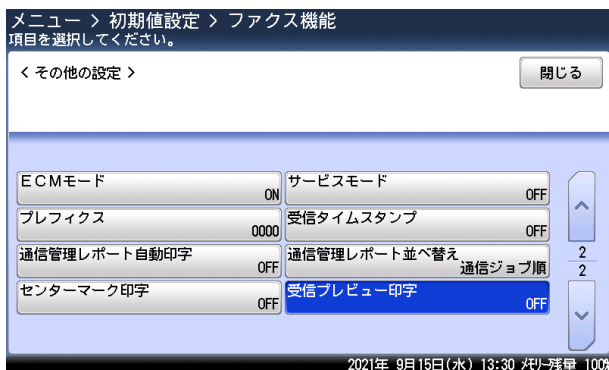 メニュー > 初期値設定 > ファクス機能
項目を選択してください。
< その他の設定 >
閉じる
ECMモード
ON
サービスモード
OFF
プレフィクス
0000
受信タイムスタンプ
OFF
通信管理レポート自動印字
OFF
通信管理レポート並べ替え
通信ジョブ順
センターマーク印字
OFF
受信プレビュー印字
OFF
2
2
2021年 9月15日(水) 13:30 メモリー残量 100%